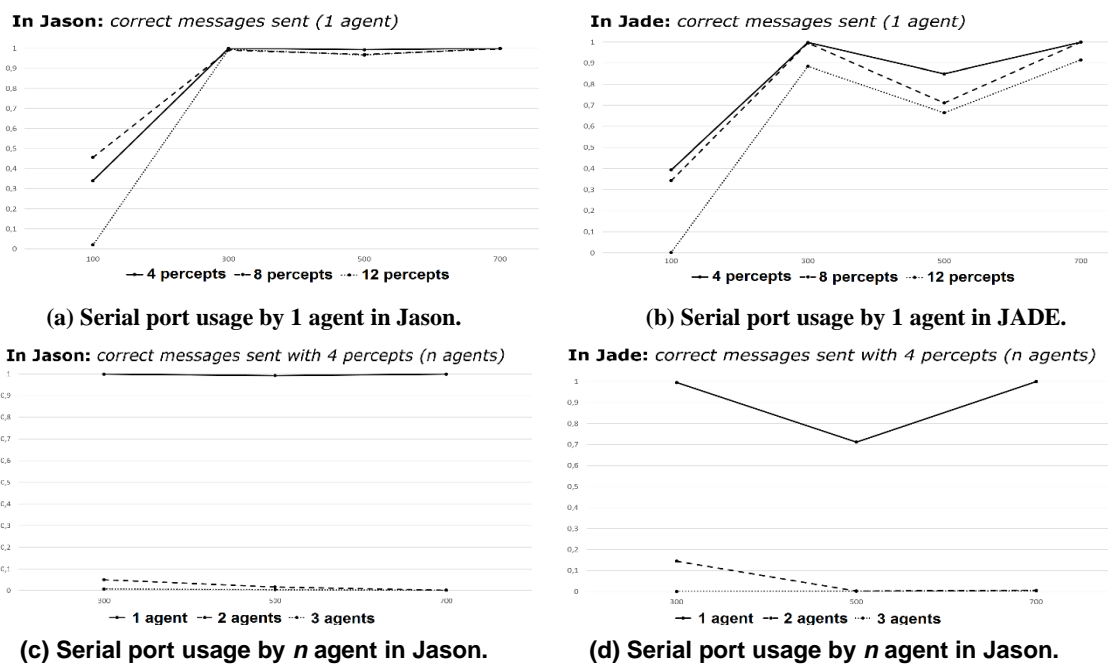 In Jason: correct messages sent (1 agent)
1
0,9
0,8
0,7
0,6
0,5
0,4
0,3
0,2
0,1
0
100 300 500 700
4 percepts 8 percepts 12 percepts
(a) Serial port usage by 1 agent in Jason.
In Jade: correct messages sent (1 agent)
1
0,9
0,8
0,7
0,6
0,5
0,4
0,3
0,2
0,1
0
100 300 500 700
4 percepts 8 percepts 12 percepts
(b) Serial port usage by 1 agent in JADE.
In Jason: correct messages sent with 4 percepts (n agents)
1
0,9
0,8
0,7
0,6
0,5
0,4
0,3
0,2
0,1
0
300 500 700
1 agent 2 agents 3 agents
(c) Serial port usage by n agent in Jason.
In Jade: correct messages sent with 4 percepts (n agents)
1
0,9
0,8
0,7
0,6
0,5
0,4
0,3
0,2
0,1
0
300 500 700
1 agent 2 agents 3 agents
(d) Serial port usage by n agent in Jason.